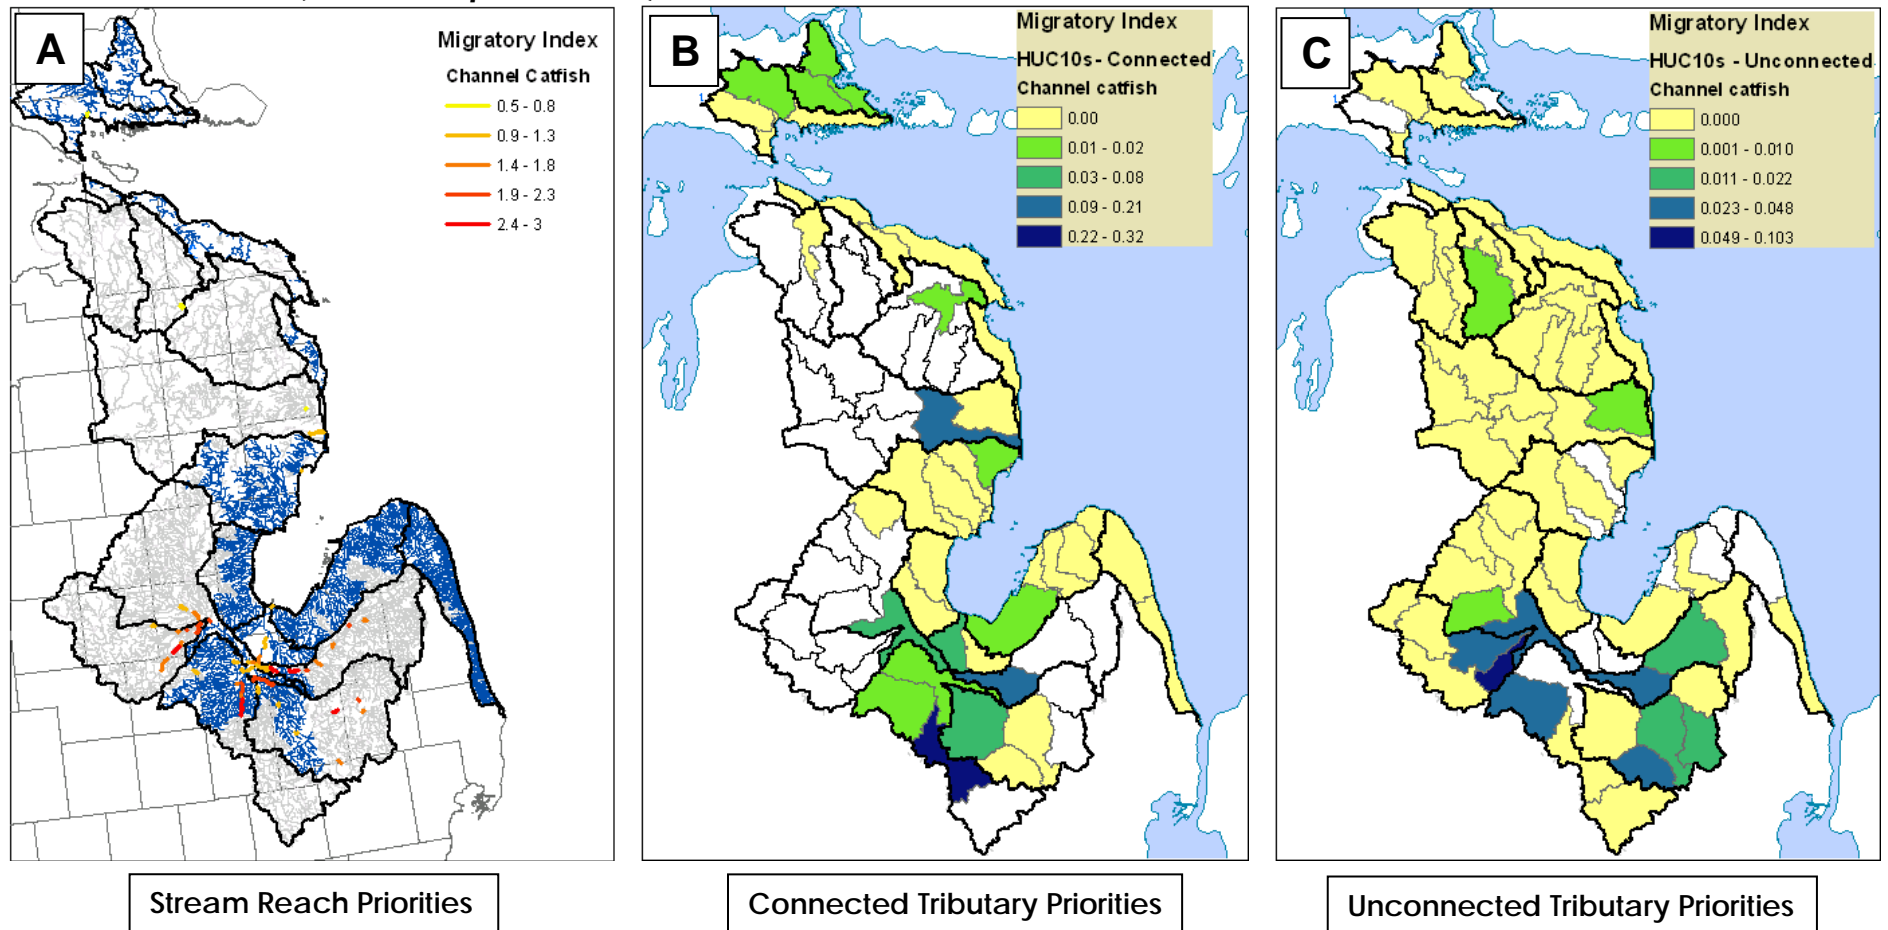 A
Migratory Index
Channel Catfish
0.5 - 0.8
0.9 - 1.3
1.4 - 1.8
1.9 - 2.3
2.4 - 3
B
Migratory Index
HUC10s - Connected
Channel catfish
0.00
0.01 - 0.02
0.03 - 0.08
0.09 - 0.21
0.22 - 0.32
C
Migratory Index
HUC10s - Unconnected
Channel catfish
0.000
0.001 - 0.010
0.011 - 0.022
0.023 - 0.048
0.049 - 0.103
Stream Reach Priorities
Connected Tributary Priorities
Unconnected Tributary Priorities